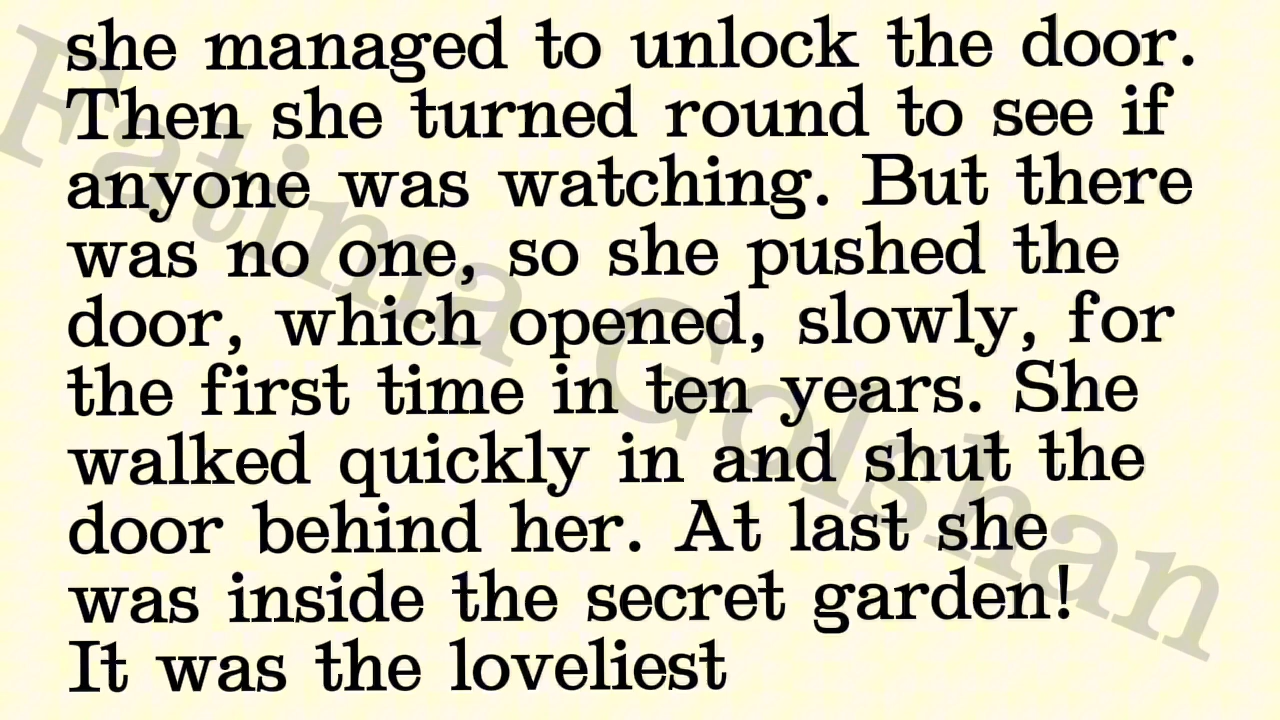 she managed to unlock the door.
Then she turned round to see if
anyone was watching. But there
was no one, so she pushed the
door, which opened, slowly, for
the first time in ten years. She
walked quickly in and shut the
door behind her. At last she
was inside the secret garden!
It was the loveliest
Fatima Golshan